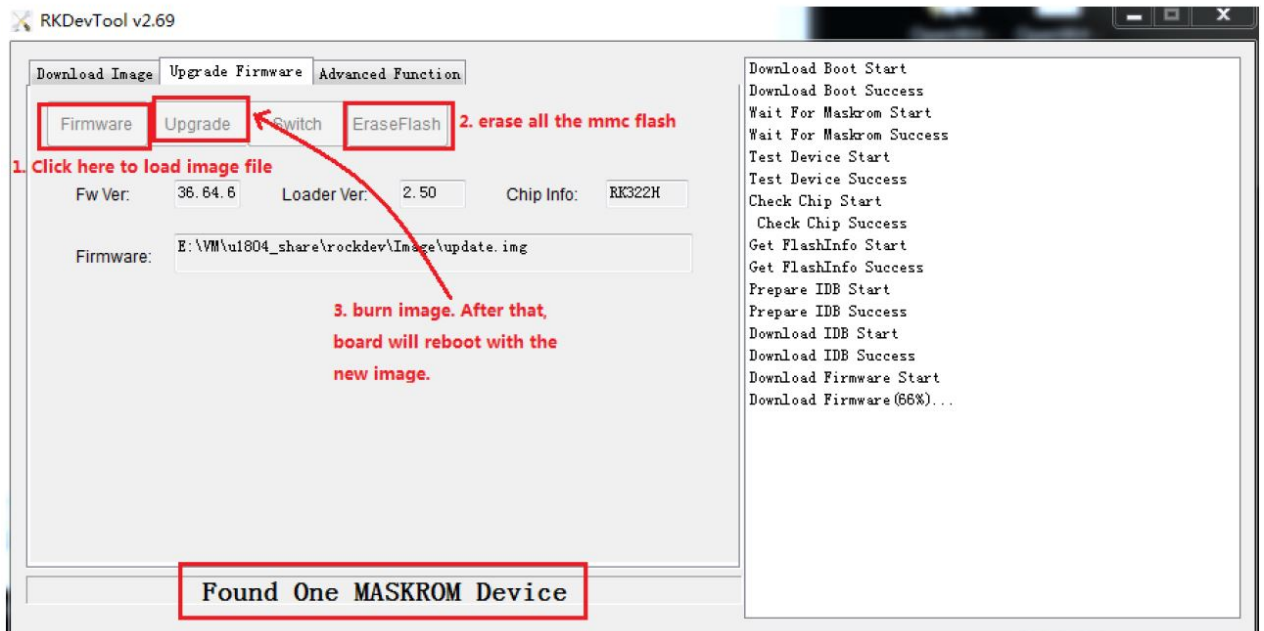 RKDevTool v2.69
Download Image Upgrade Firmware Advanced Function
Firmware Upgrade Switch EraseFlash
2. erase all the mmc flash
1. Click here to load image file
Fw Ver: 36.64.6 Loader Ver: 2.50 Chip Info: RK322H
Firmware: E:\VM\u1804_share\rockdev\Image\update.img
3. burn image. After that,
board will reboot with the
new image.
Found One MASKROM Device
Download Boot Start
Download Boot Success
Wait For Maskrom Start
Wait For Maskrom Success
Test Device Start
Test Device Success
Check Chip Start
Check Chip Success
Get FlashInfo Start
Get FlashInfo Success
Prepare IDB Start
Prepare IDB Success
Download IDB Start
Download IDB Success
Download Firmware Start
Download Firmware(66%)...